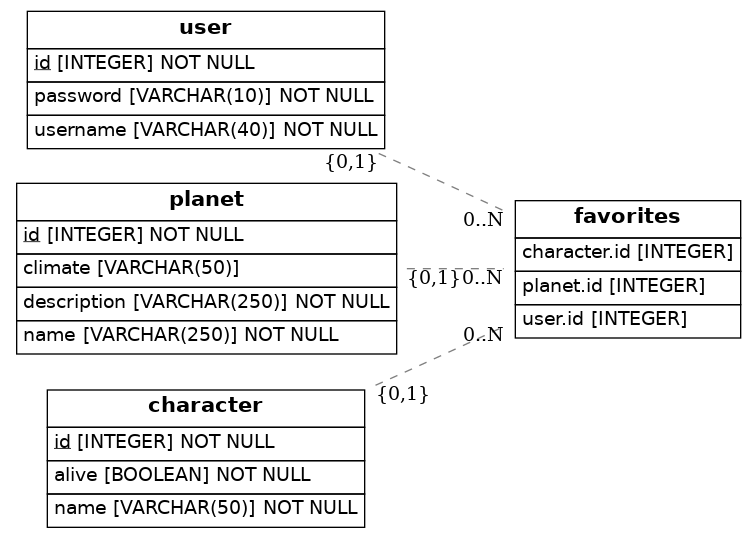 user
id [INTEGER] NOT NULL
password [VARCHAR(10)] NOT NULL
username [VARCHAR(40)] NOT NULL
{0,1}
planet
id [INTEGER] NOT NULL
climate [VARCHAR(50)]
description [VARCHAR(250)] NOT NULL
name [VARCHAR(250)] NOT NULL
0..N
{0,1}
0..N
0..N
favorites
character.id [INTEGER]
planet.id [INTEGER]
user.id [INTEGER]
{0,1}
character
id [INTEGER] NOT NULL
alive [BOOLEAN] NOT NULL
name [VARCHAR(50)] NOT NULL